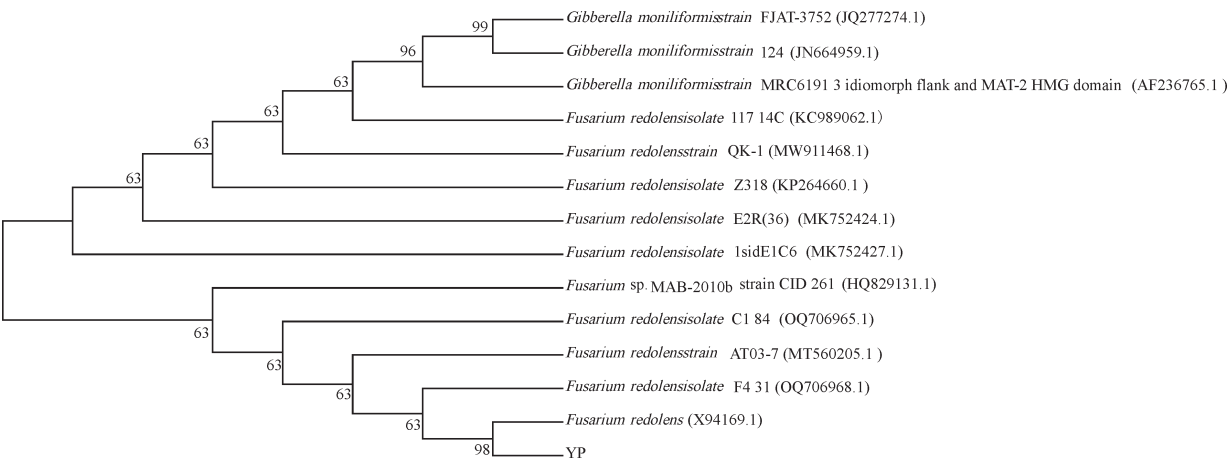 99
Gibberella moniliformisstrain FJAT-3752 (JQ277274.1)
96
Gibberella moniliformisstrain 124 (JN664959.1)
63
Gibberella moniliformisstrain MRC6191 3 idiomorph flank and MAT-2 HMG domain (AF236765.1 )
63
Fusarium redolensisolate 117 14C (KC989062.1)
63
Fusarium redolensstrain QK-1 (MW911468.1)
63
Fusarium redolensisolate Z318 (KP264660.1 )
Fusarium redolensisolate E2R(36) (MK752424.1)
Fusarium redolensisolate 1sidE1C6 (MK752427.1)
Fusarium sp. MAB-2010b strain CID 261 (HQ829131.1)
63
Fusarium redolensisolate C1 84 (OQ706965.1)
63
Fusarium redolensstrain AT03-7 (MT560205.1 )
63
Fusarium redolensisolate F4 31 (OQ706968.1)
63
Fusarium redolens (X94169.1)
98
YP